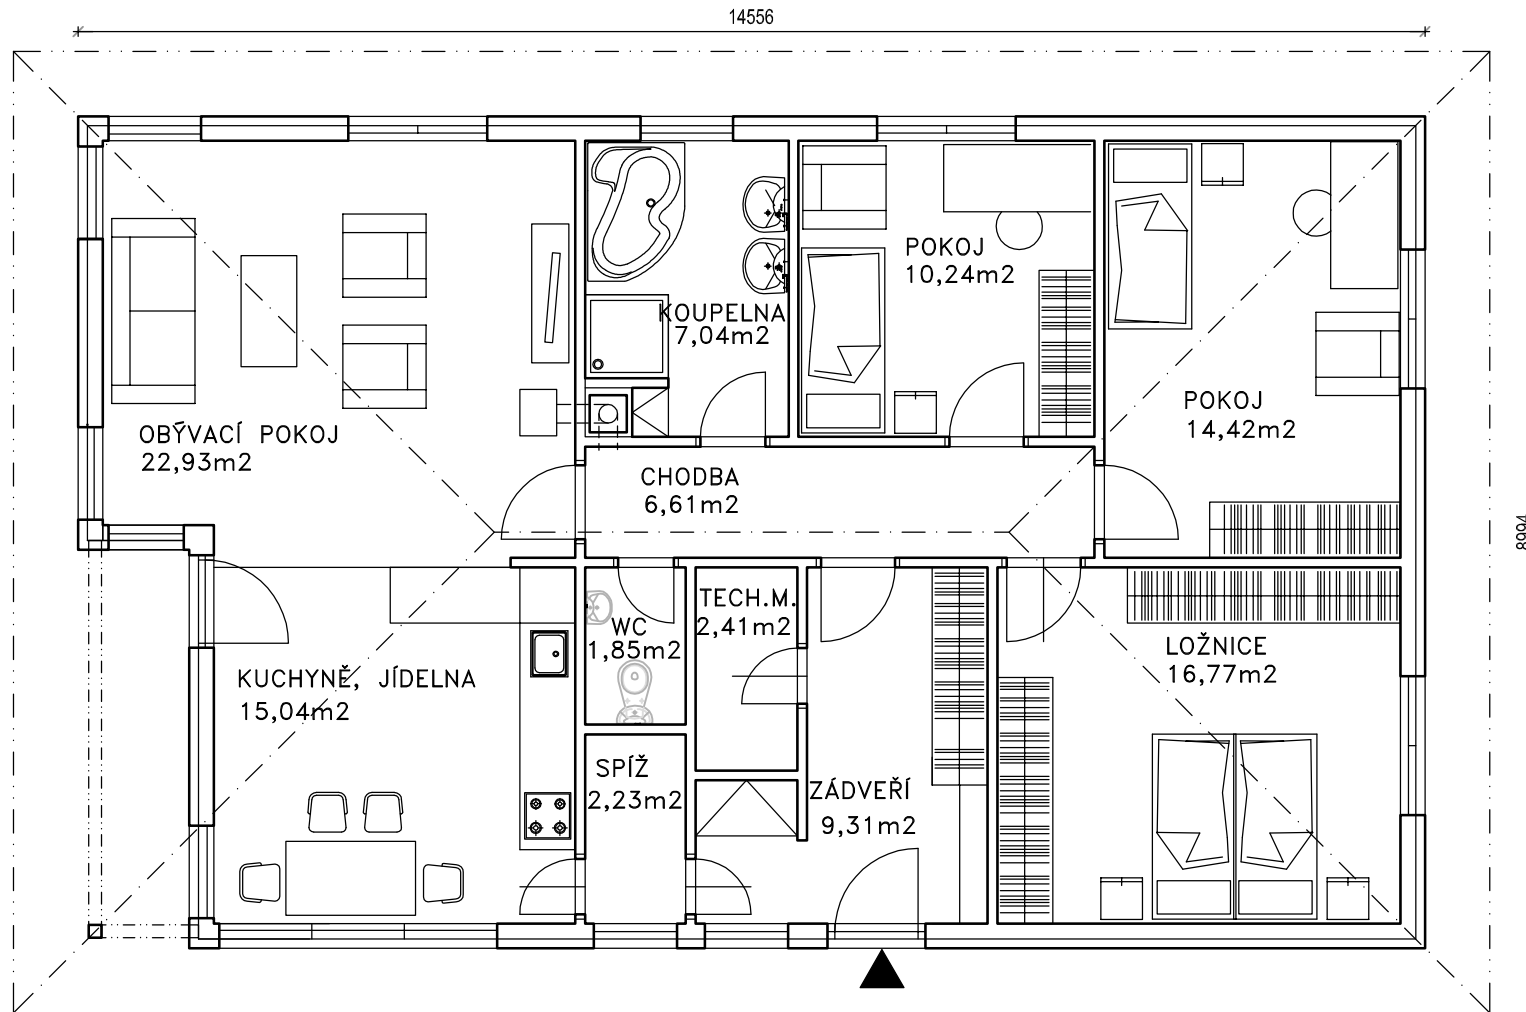 14556
KOUPELNA
7,04m2
POKOJ
10,24m2
POKOJ
14,42m2
OBÝVACÍ POKOJ
22,93m2
CHODBA
6,61m2
8994
TECH.M.
2,41m2
WC
1,85m2
LOŽNICE
16,77m2
KUCHYNĚ, JÍDELNA
15,04m2
SPÍŽ
2,23m2
ZÁDVEŘÍ
9,31m2